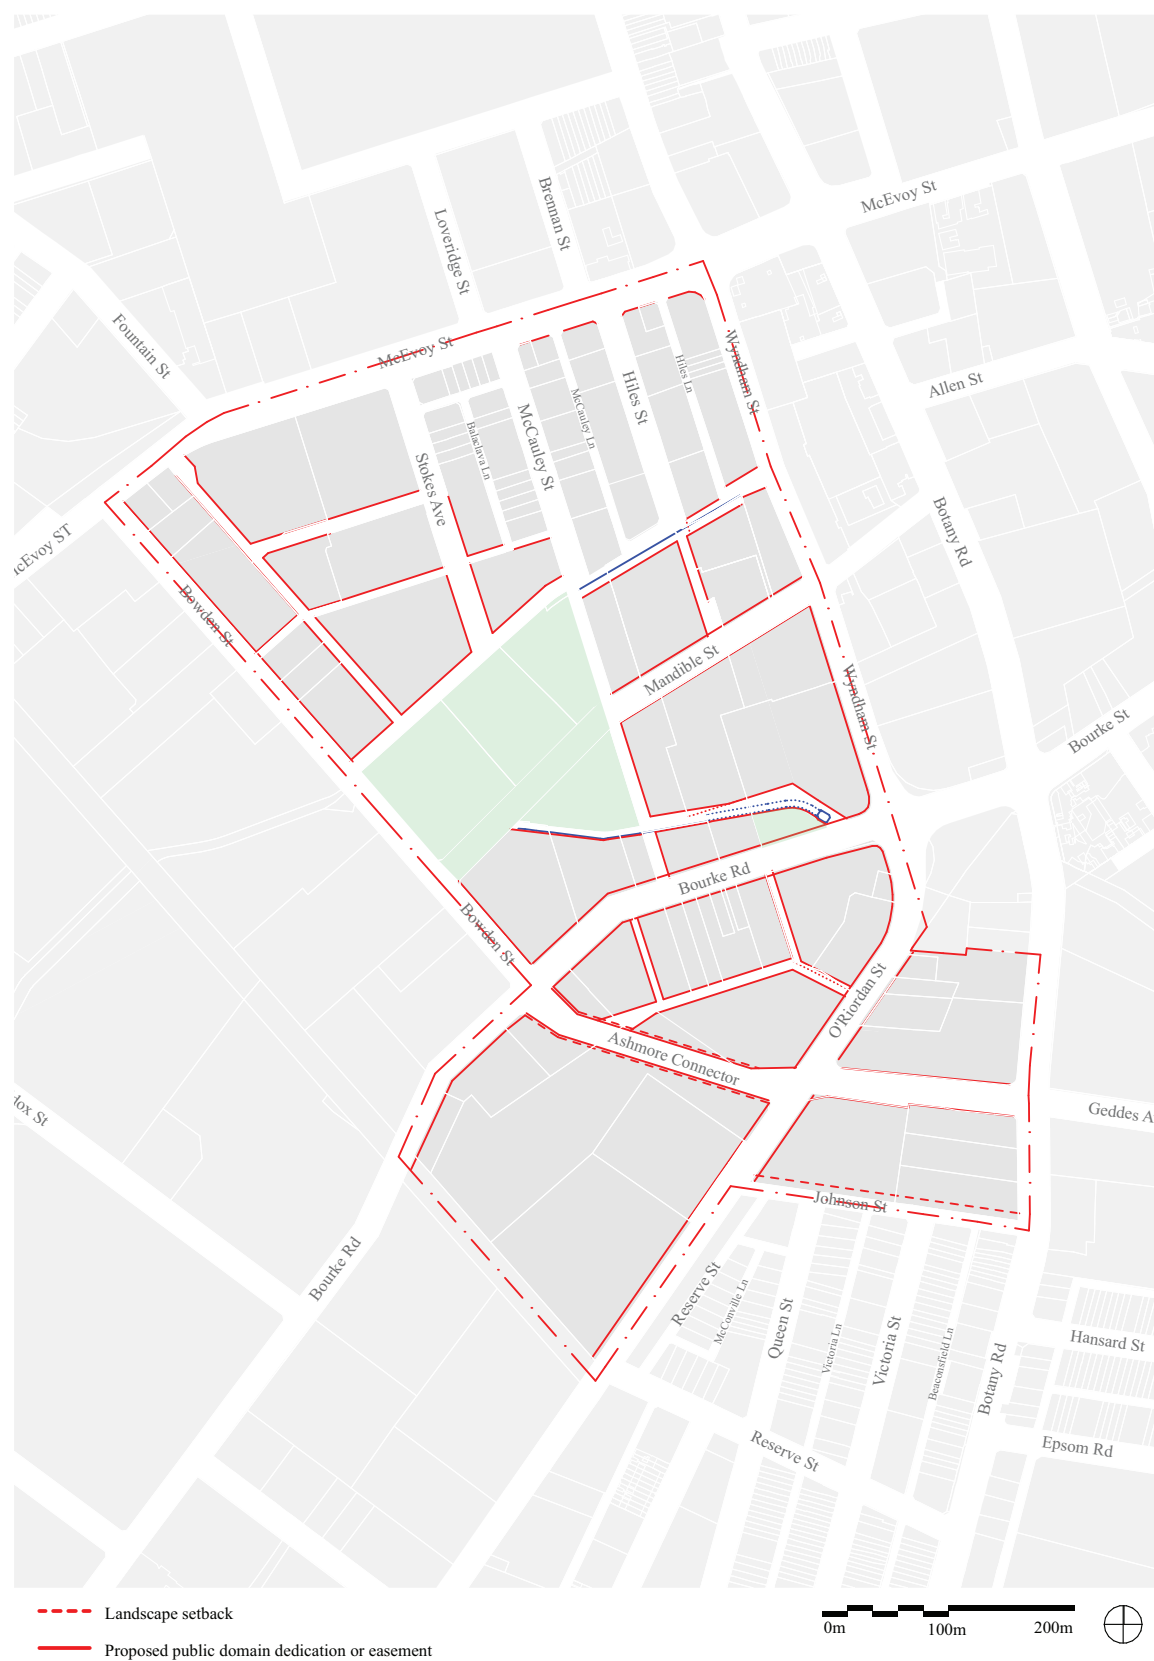 McEvoy St
Brennan St
Loveridge St
Fountain St
McEvoy St
Wyndham St
Allen St
Hiles Ln
Hiles St
McCauley Ln
McCauley St
Balaclava Ln
Stokes Ave
Botany Rd
cEvoy ST
Bowden St
Mandible St
Wyndham St
Bourke St
Bourke Rd
Bowden St
O'Riordan St
Ashmore Connector
dox St
Geddes A
Johnson St
Bourke Rd
Reserve St
McConville Ln
Queen St
Victoria Ln
Victoria St
Beaconsfield Ln
Botany Rd
Hansard St
Reserve St
Epsom Rd
Landscape setback
Proposed public domain dedication or easement
0m 100m 200m